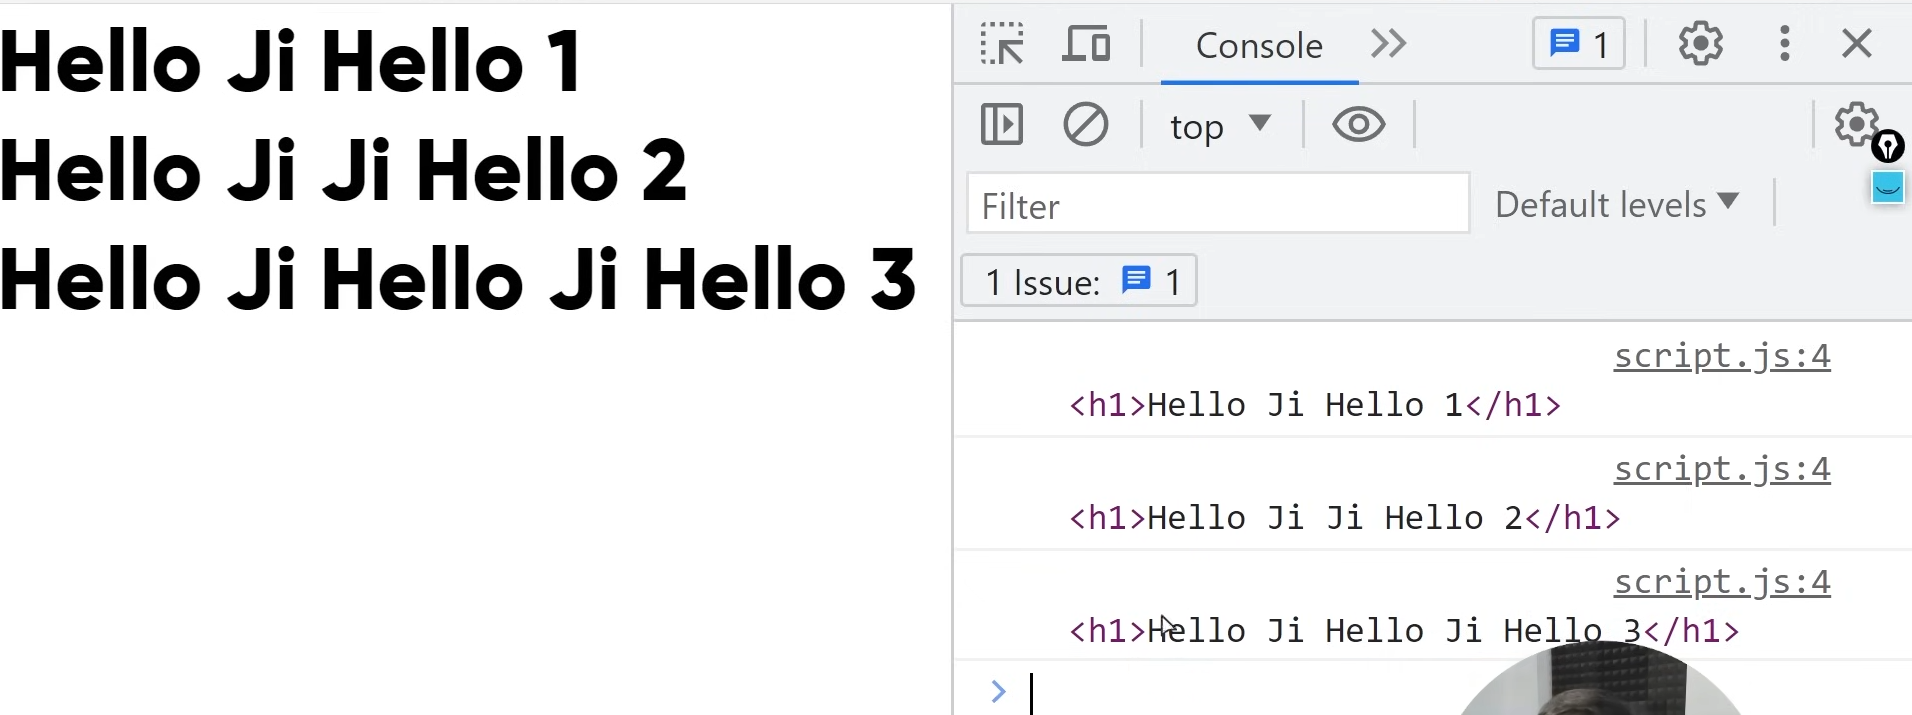 Hello Ji Hello 1
Hello Ji Ji Hello 2
Hello Ji Hello Ji Hello 3
Console
1
top
Filter
Default levels
1 Issue: 1
script.js:4
<h1>Hello Ji Hello 1</h1>
script.js:4
<h1>Hello Ji Ji Hello 2</h1>
script.js:4
<h1>Hello Ji Hello Ji Hello 3</h1>